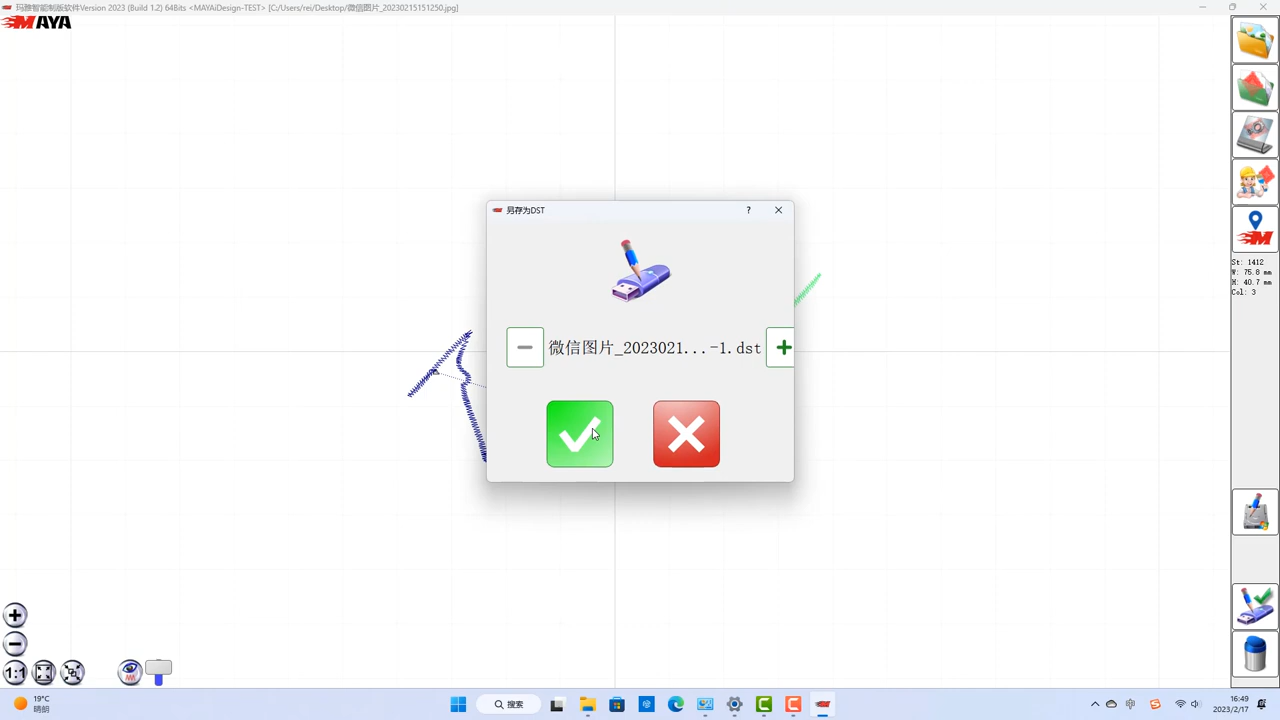 玛雅智能制版软件Version 2023 (Build 1.2) 64Bits <MAYAiDesign-TEST> [C:/Users/rei/Desktop/微信图片_20230215151250.jpg]
MAYA
另存为DST
?
微信图片_2023021...-1.dst
St: 1412
W: 75.8 mm
H: 40.7 mm
Col: 3
1:1
19°C
晴朗
搜索
中
16:49
2023/2/17